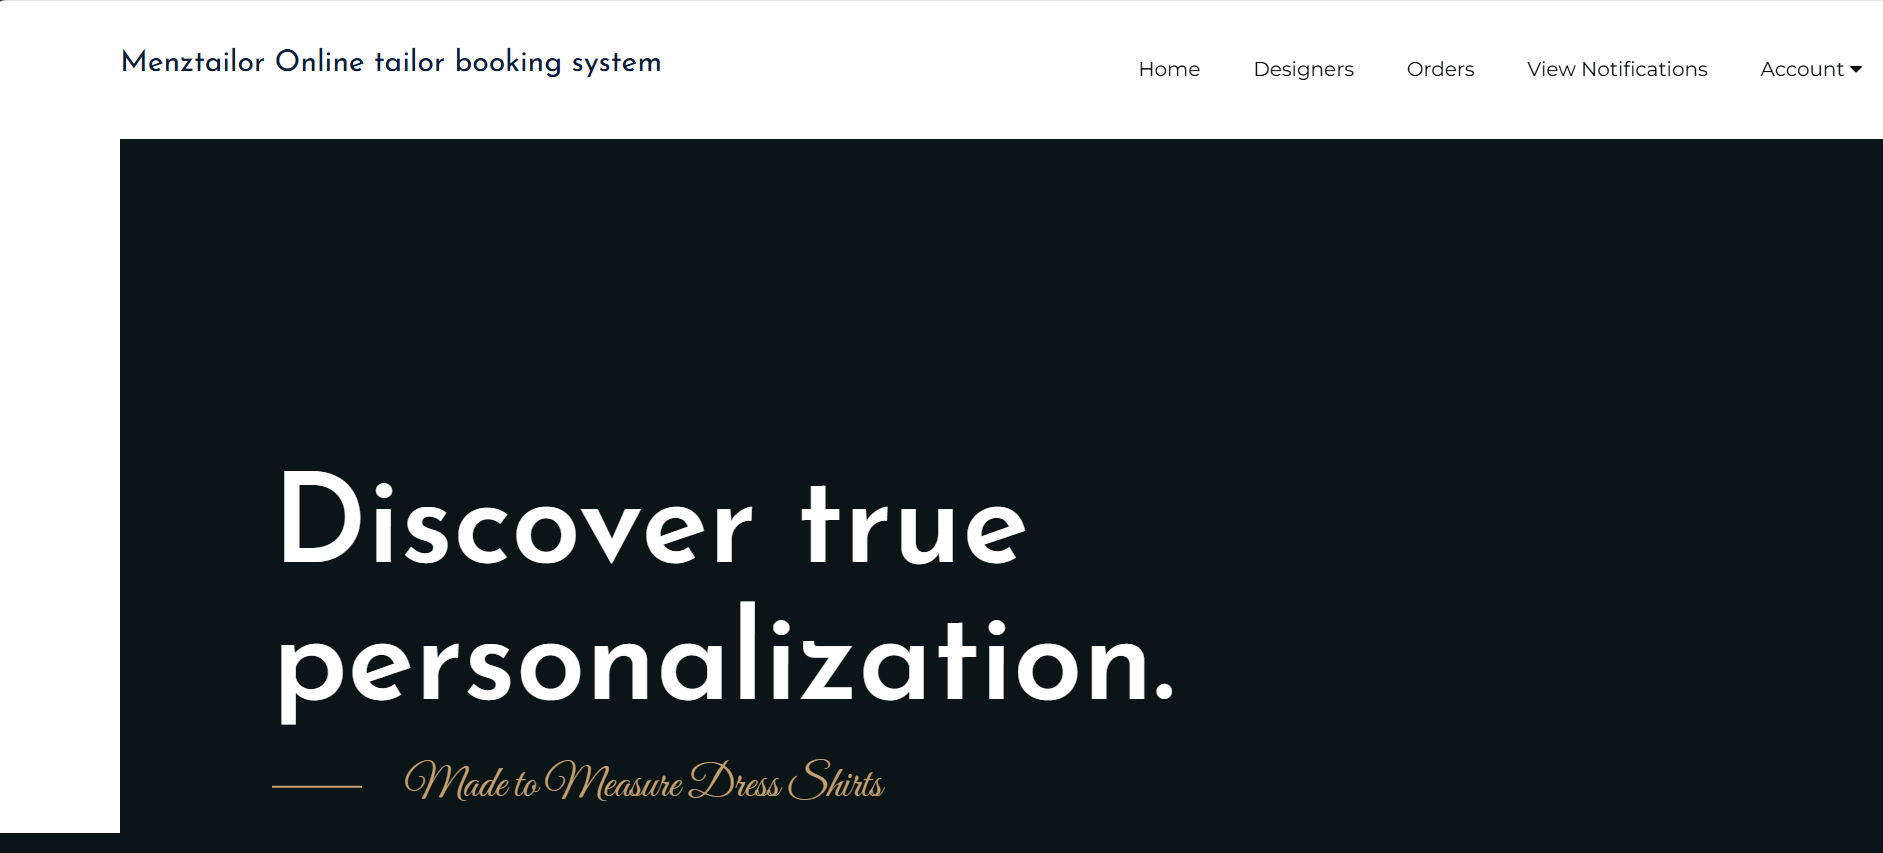 Menztailor Online tailor booking system
Home Designers Orders View Notifications Account
Discover true
personalization.
Made to Measure Dress Shirts